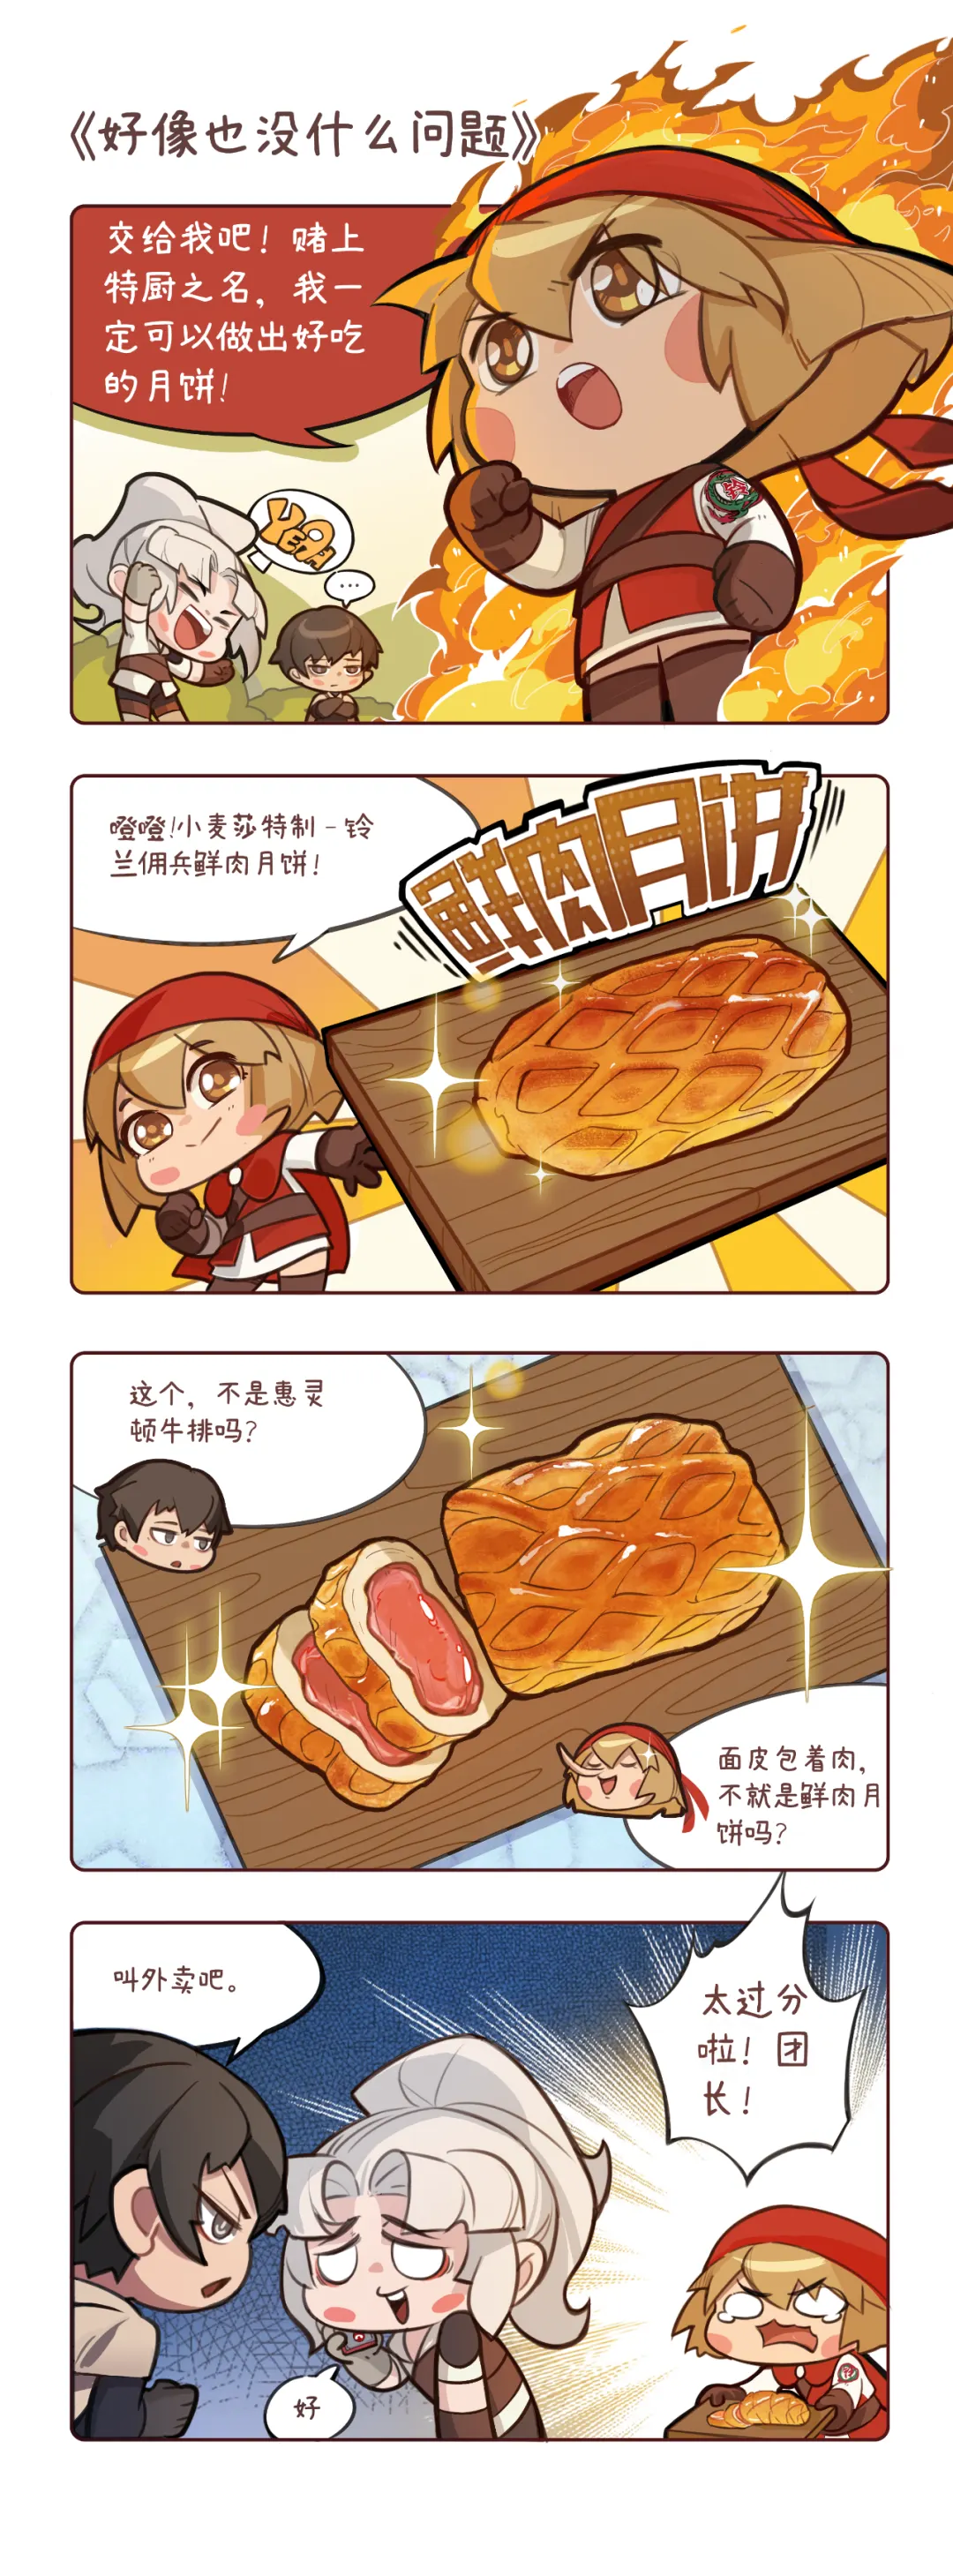 《好像也没什么问题》
交给我吧！赌上
特厨之名，我一
定可以做出好吃
的月饼！
YEAH
...
噔噔!小麦莎特制-铃
兰佣兵鲜肉月饼！
鲜肉月饼
这个，不是惠灵
顿牛排吗？
面皮包着肉，
不就是鲜肉月
饼吗？
叫外卖吧。
太过分
啦！团
长！
好